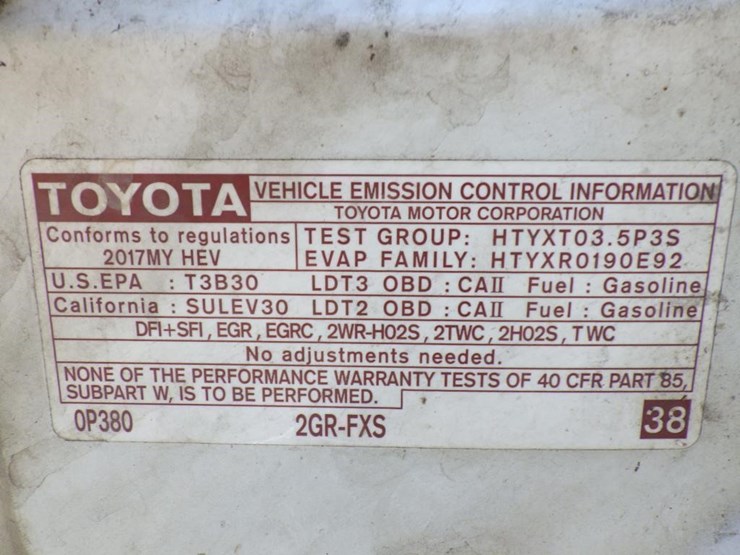 TOYOTA VEHICLE EMISSION CONTROL INFORMATION
TOYOTA MOTOR CORPORATION
Conforms to regulations TEST GROUP: HTYXT03.5P3S
2017MY HEV EVAP FAMILY: HTYXR0190E92
U.S.EPA : T3B30 LDT3 OBD : CAII Fuel : Gasoline
California : SULEV30 LDT2 OBD : CAII Fuel : Gasoline
DFI+SFI, EGR, EGRC, 2WR-HO2S, 2TWC, 2HO2S, TWC
No adjustments needed.
NONE OF THE PERFORMANCE WARRANTY TESTS OF 40 CFR PART 85,
SUBPART W, IS TO BE PERFORMED.
0P380 2GR-FXS 38